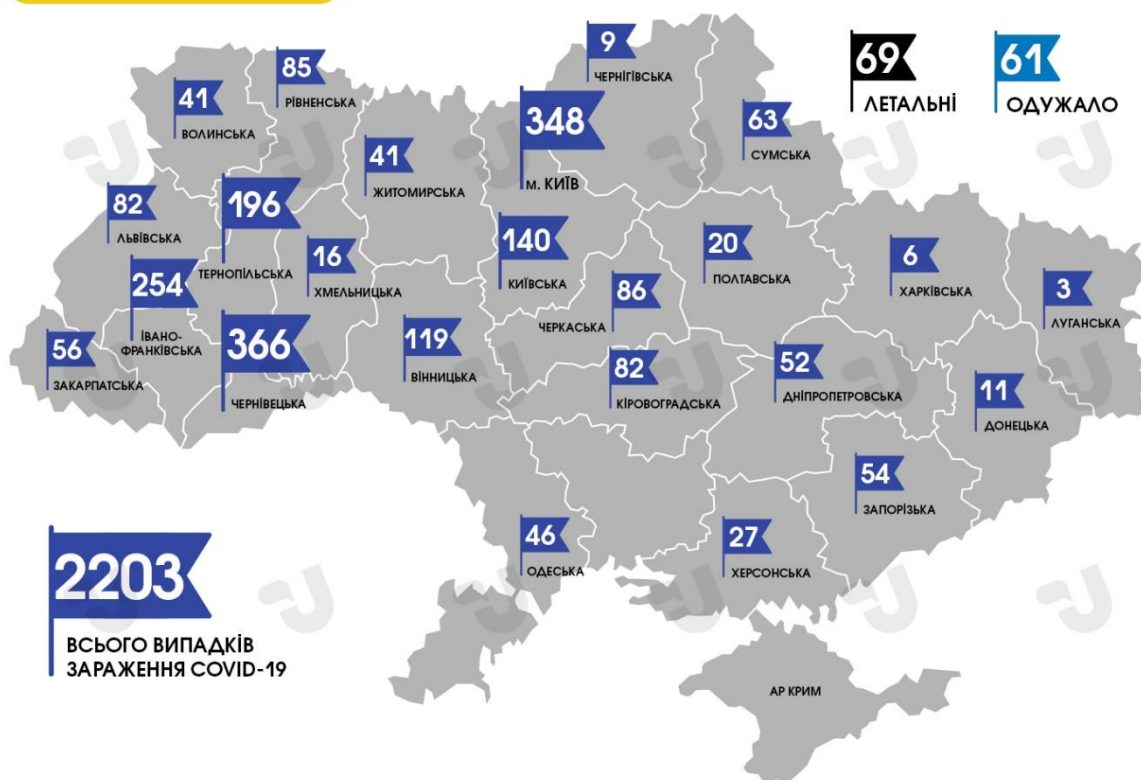 9
ЧЕРНІГІВСЬКА
69
ЛЕТАЛЬНІ
61
ОДУЖАЛО
85
РІВНЕНСЬКА
41
ВОЛИНСЬКА
348
м. КИЇВ
63
СУМСЬКА
41
ЖИТОМИРСЬКА
82
ЛЬВІВСЬКА
196
ТЕРНОПІЛЬСЬКА
16
ХМЕЛЬНИЦЬКА
140
КИЇВСЬКА
20
ПОЛТАВСЬКА
6
ХАРКІВСЬКА
3
ЛУГАНСЬКА
254
ІВАНО-
ФРАНКІВСЬКА
86
ЧЕРКАСЬКА
56
ЗАКАРПАТСЬКА
366
ЧЕРНІВЕЦЬКА
119
ВІННИЦЬКА
82
КІРОВОГРАДСЬКА
52
ДНІПРОПЕТРОВСЬКА
11
ДОНЕЦЬКА
54
ЗАПОРІЗЬКА
46
ОДЕСЬКА
27
ХЕРСОНСЬКА
2203
ВСЬОГО ВИПАДКІВ
ЗАРАЖЕННЯ COVID-19
АР КРИМ